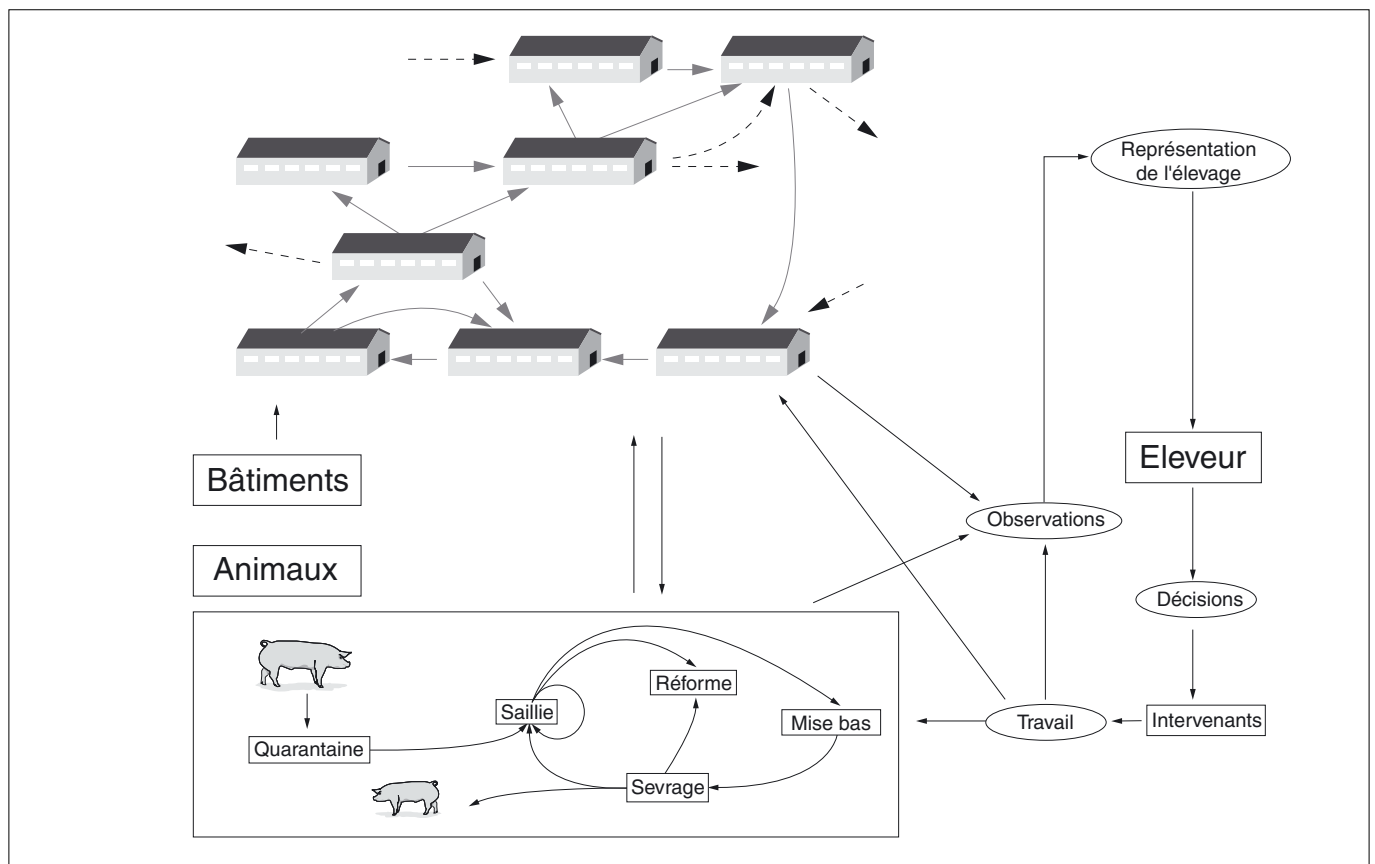 Représentation
de l'élevage
Eleveur
Bâtiments
Observations
Animaux
Décisions
Réforme
Saillie
Mise bas
Travail
Intervenants
Quarantaine
Sevrage